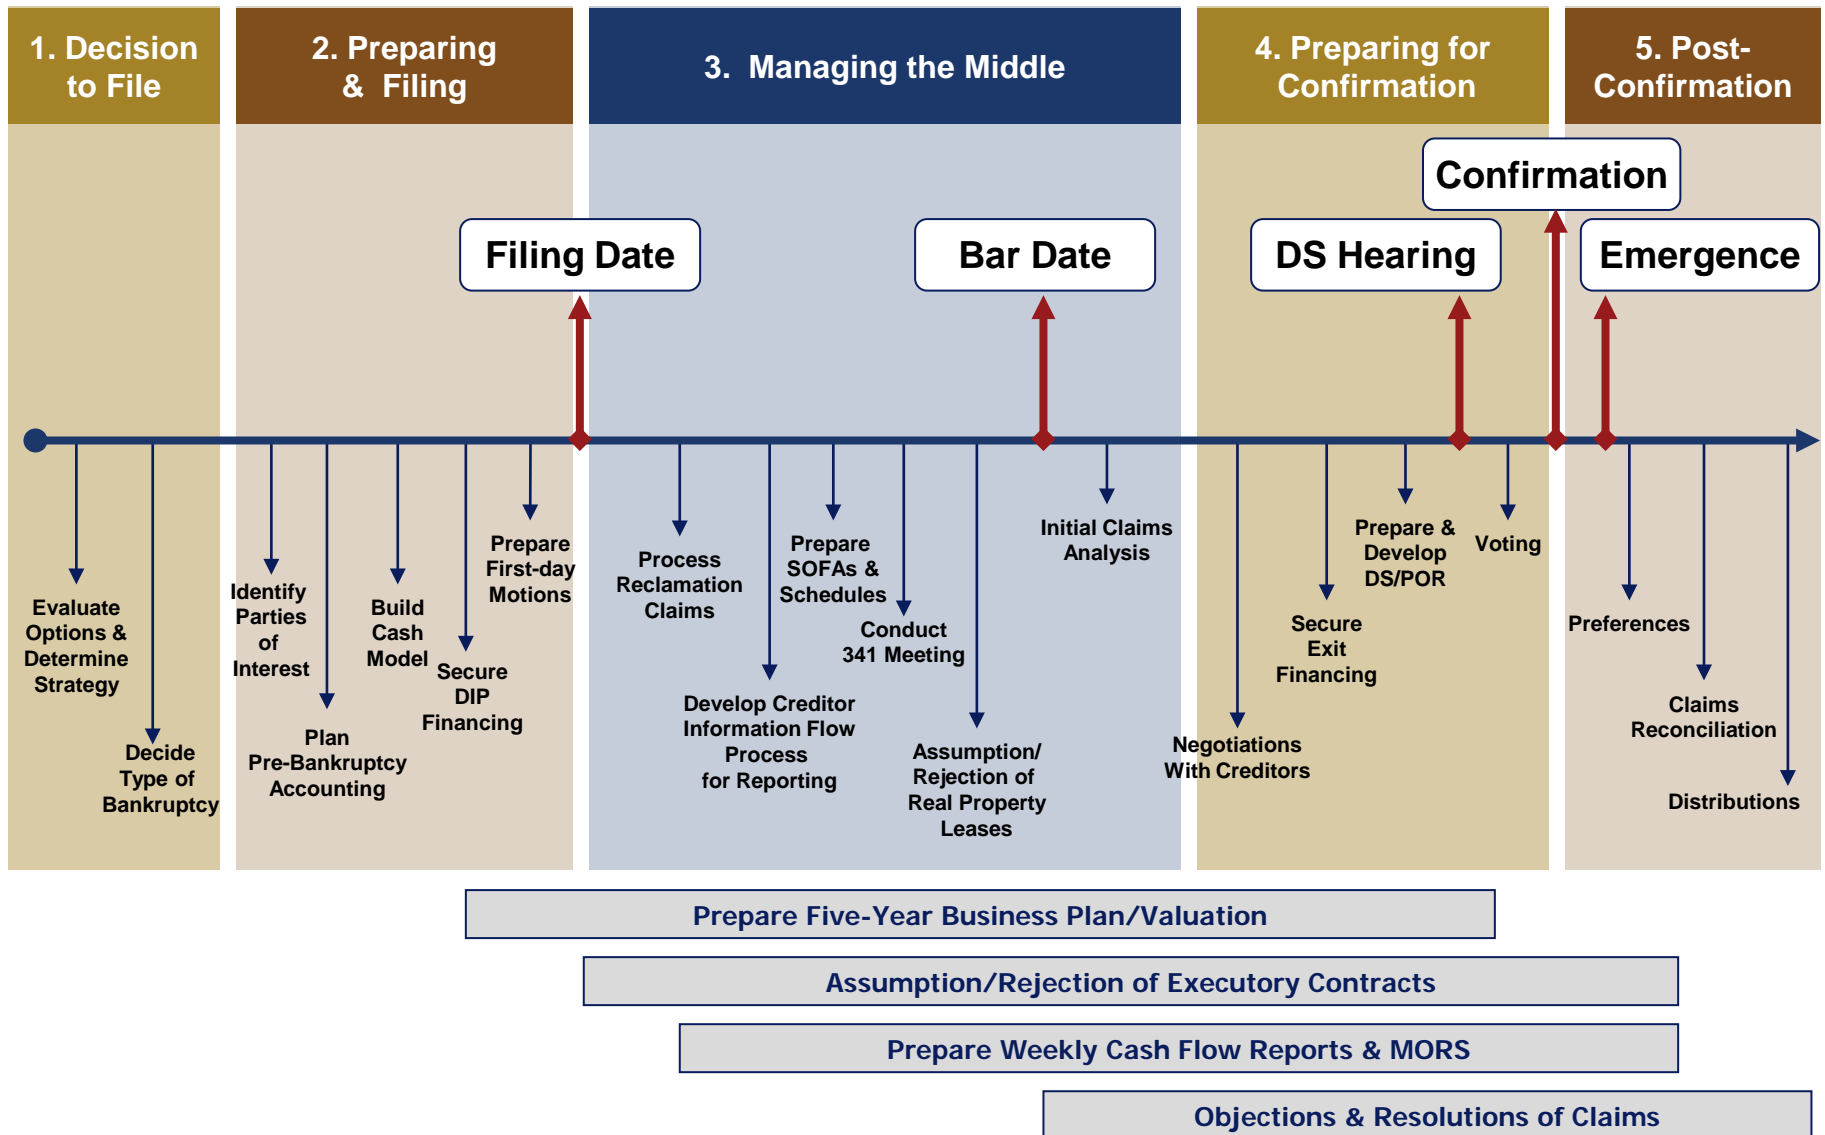 1. Decision
to File
2. Preparing
& Filing
3. Managing the Middle
4. Preparing for
Confirmation
5. Post-
Confirmation
Confirmation
Filing Date
Bar Date
DS Hearing
Emergence
Evaluate
Options &
Determine
Strategy
Decide
Type of
Bankruptcy
Identify
Parties
of
Interest
Plan
Pre-Bankruptcy
Accounting
Build
Cash
Model
Secure
DIP
Financing
Prepare
First-day
Motions
Process
Reclamation
Claims
Develop Creditor
Information Flow
Process
for Reporting
Prepare
SOFAs &
Schedules
Conduct
341 Meeting
Assumption/
Rejection of
Real Property
Leases
Initial Claims
Analysis
Negotiations
With Creditors
Secure
Exit
Financing
Prepare &
Develop
DS/POR
Voting
Preferences
Claims
Reconciliation
Distributions
Prepare Five-Year Business Plan/Valuation
Assumption/Rejection of Executory Contracts
Prepare Weekly Cash Flow Reports & MORS
Objections & Resolutions of Claims